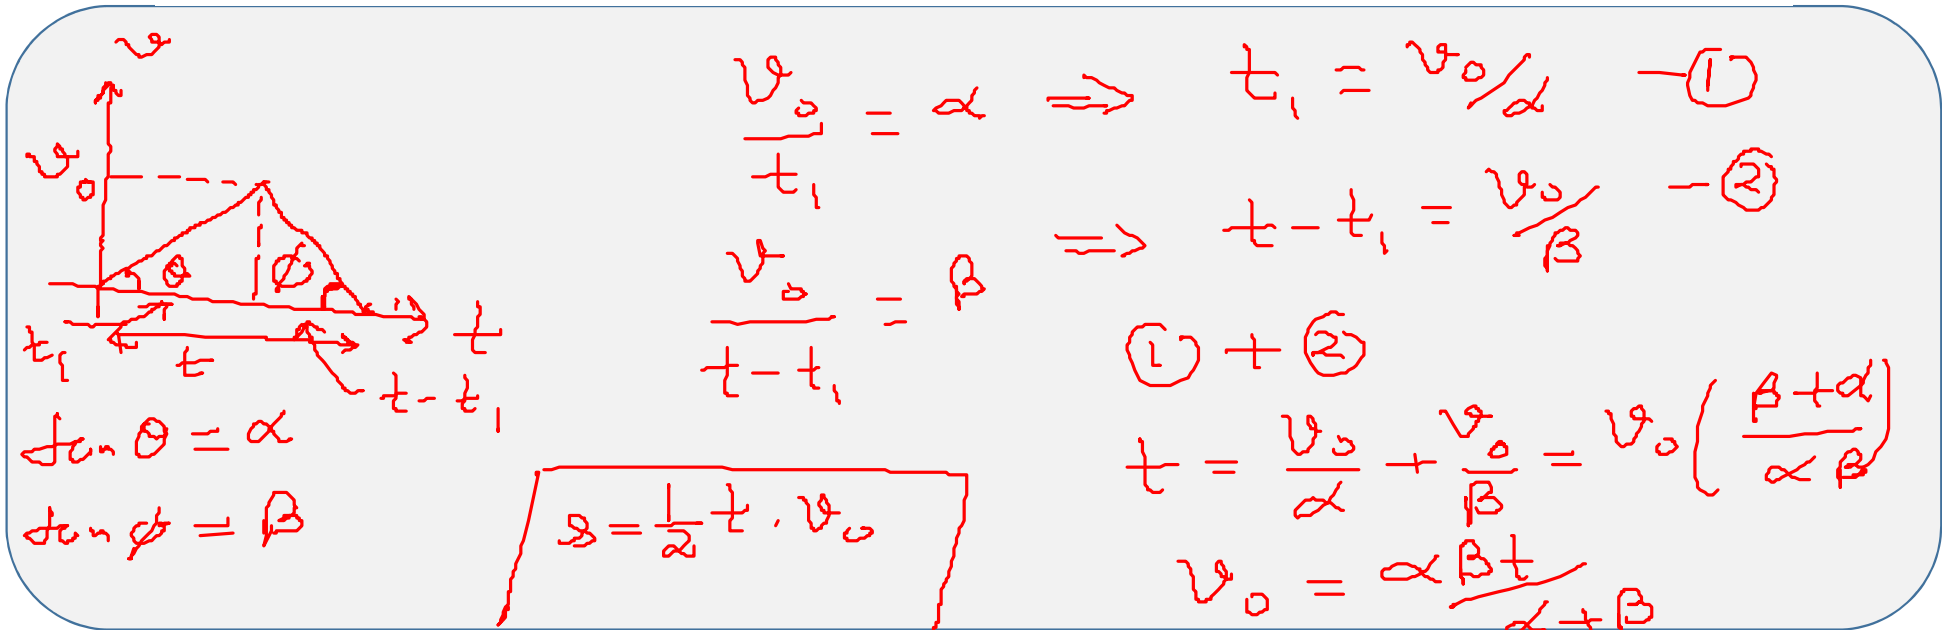 v
v₀
θ
φ
t
t₁
t
t - t₁
tan θ = α
tan φ = β
v₀/t₁ = α ⇒ t₁ = v₀/α — ①
v₀/(t - t₁) = β ⇒ t - t₁ = v₀/β — ②
① + ②
t = v₀/α + v₀/β = v₀((β+α)/αβ)
v₀ = αβt/(α+β)
s = 1/2 t . v₀